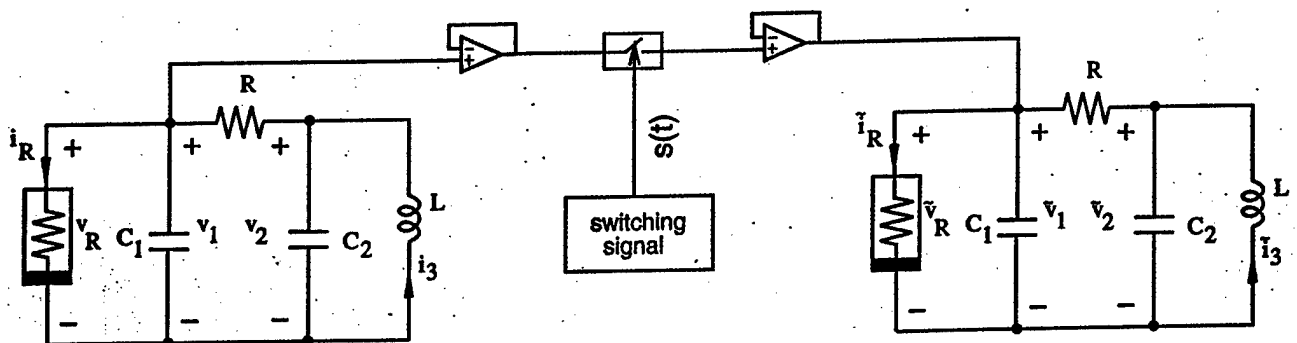 − +
− +
R
i_R + + +
v_R C_1 v_1 v_2 C_2 L
i_3
− − −
s(t)
switching
signal
R
ĩ_R + + +
ṽ_R C_1 ṽ_1 ṽ_2 C_2 L
ĩ_3
− − −